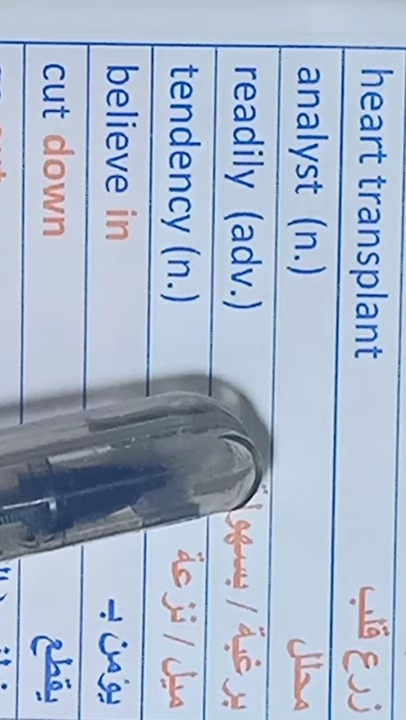 heart transplant زرع قلب
analyst (n.) محلل
readily (adv.) برغبة / بسهولة
tendency (n.) ميل / نزعة
believe in يؤمن بـ
cut down يقطع